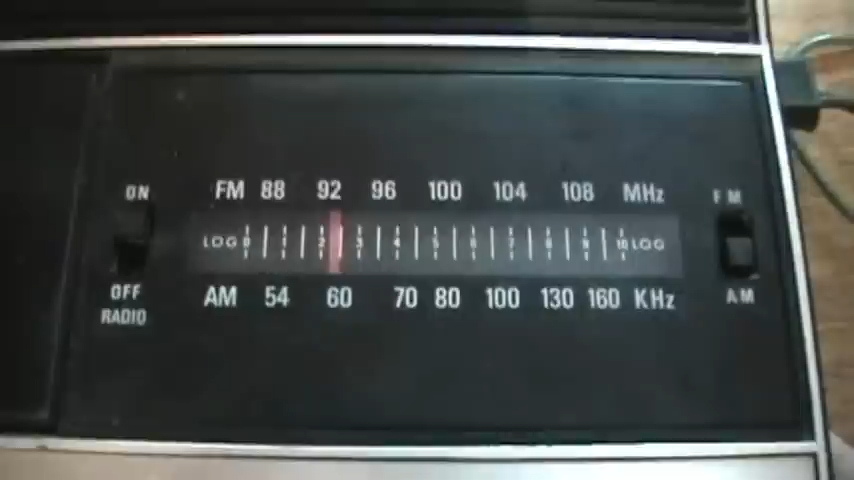 ON
FM 88 92 96 100 104 108 MHz
FM
LOG 0 1 2 3 4 5 6 7 8 9 10 LOG
OFF
AM 54 60 70 80 100 130 160 KHz
AM
RADIO